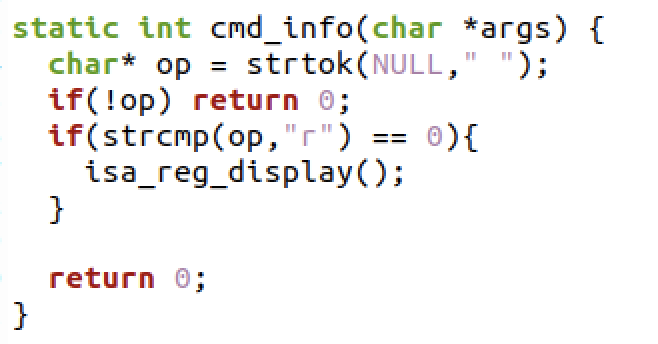 static int cmd_info(char *args) {
  char* op = strtok(NULL," ");
  if(!op) return 0;
  if(strcmp(op,"r") == 0){
    isa_reg_display();
  }

  return 0;
}